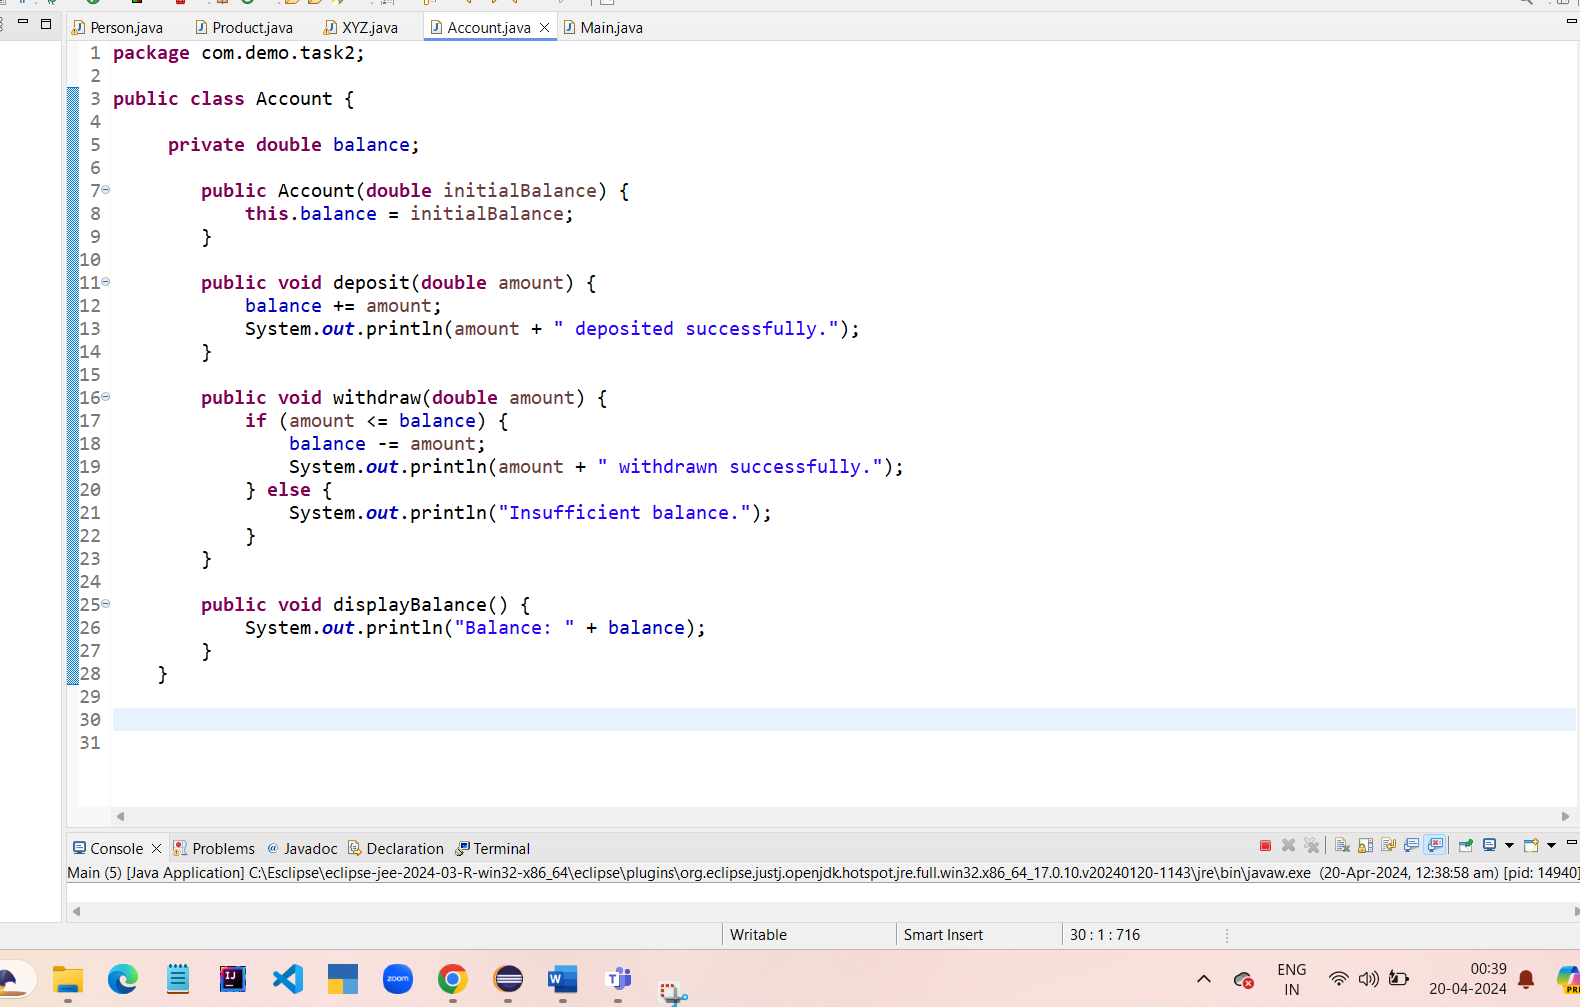 Person.java Product.java XYZ.java Account.java Main.java
1 package com.demo.task2;
2
3 public class Account {
4
5 private double balance;
6
7 public Account(double initialBalance) {
8 this.balance = initialBalance;
9 }
10
11 public void deposit(double amount) {
12 balance += amount;
13 System.out.println(amount + " deposited successfully.");
14 }
15
16 public void withdraw(double amount) {
17 if (amount <= balance) {
18 balance -= amount;
19 System.out.println(amount + " withdrawn successfully.");
20 } else {
21 System.out.println("Insufficient balance.");
22 }
23 }
24
25 public void displayBalance() {
26 System.out.println("Balance: " + balance);
27 }
28 }
29
30
31
Console Problems @ Javadoc Declaration Terminal
Main (5) [Java Application] C:\Esclipse\eclipse-jee-2024-03-R-win32-x86_64\eclipse\plugins\org.eclipse.justj.openjdk.hotspot.jre.full.win32.x86_64_17.0.10.v20240120-1143\jre\bin\javaw.exe (20-Apr-2024, 12:38:58 am) [pid: 14940]
Writable Smart Insert 30 : 1 : 716
IJ zoom W T PRE
ENG 00:39
IN 20-04-2024